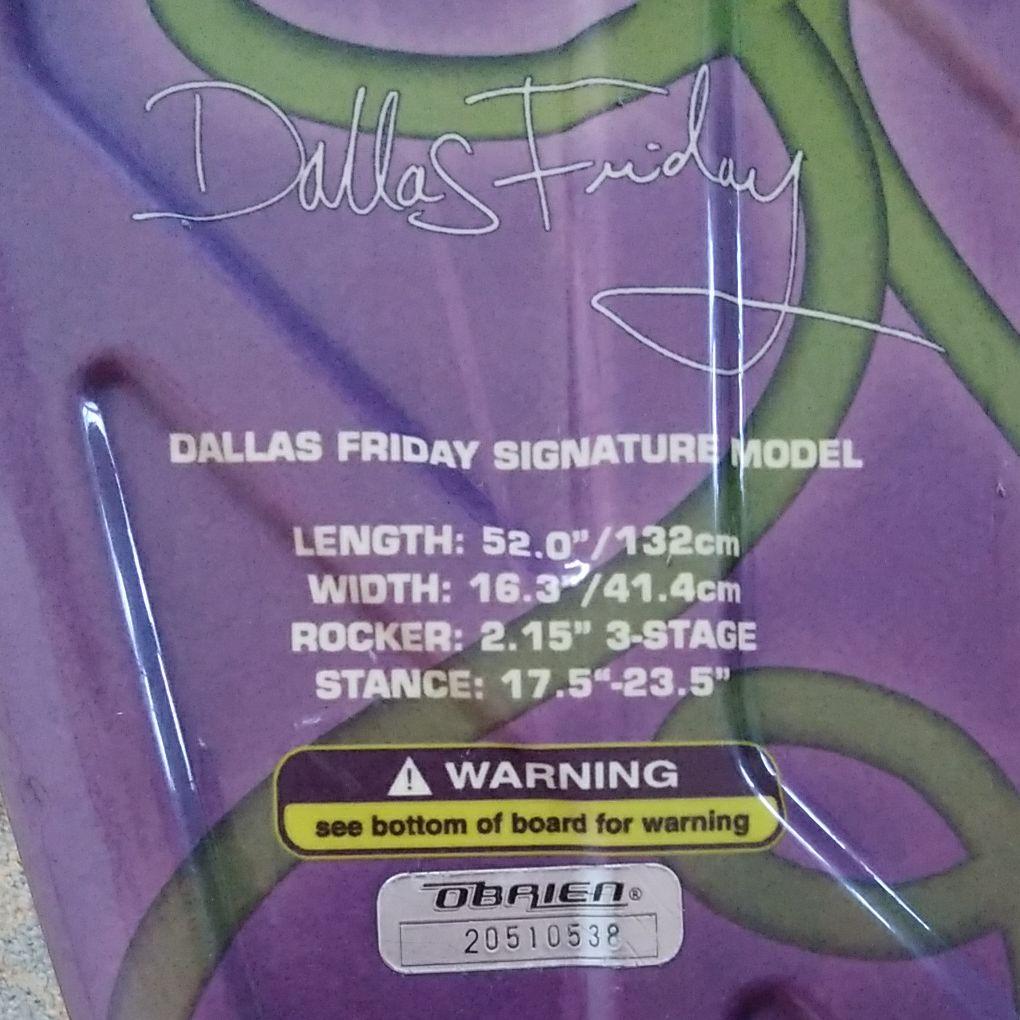 Dallas Friday
DALLAS FRIDAY SIGNATURE MODEL
LENGTH: 52.0"/132cm
WIDTH: 16.3"/41.4cm
ROCKER: 2.15" 3-STAGE
STANCE: 17.5"-23.5"
WARNING
see bottom of board for warning
O'BRIEN®
20510538